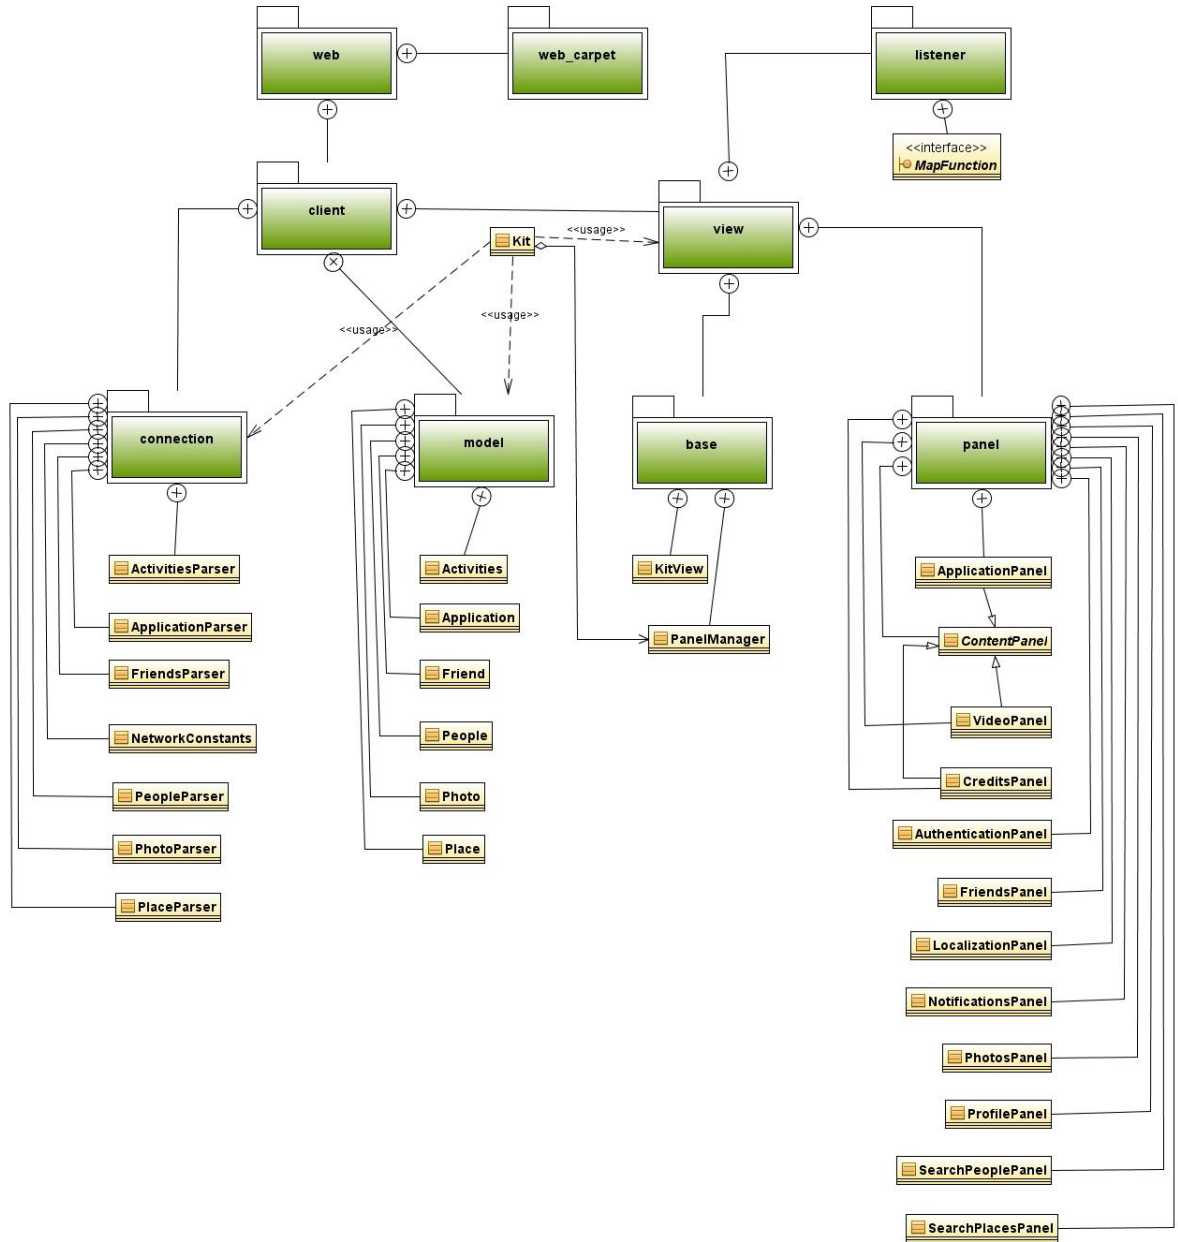 web
web_carpet
listener
<<interface>>
MapFunction
client
view
Kit
<<usage>>
<<usage>>
<<usage>>
connection
model
base
panel
ActivitiesParser
ApplicationParser
FriendsParser
NetworkConstants
PeopleParser
PhotoParser
PlaceParser
Activities
Application
Friend
People
Photo
Place
KitView
PanelManager
ApplicationPanel
ContentPanel
VideoPanel
CreditsPanel
AuthenticationPanel
FriendsPanel
LocalizationPanel
NotificationsPanel
PhotosPanel
ProfilePanel
SearchPeoplePanel
SearchPlacesPanel